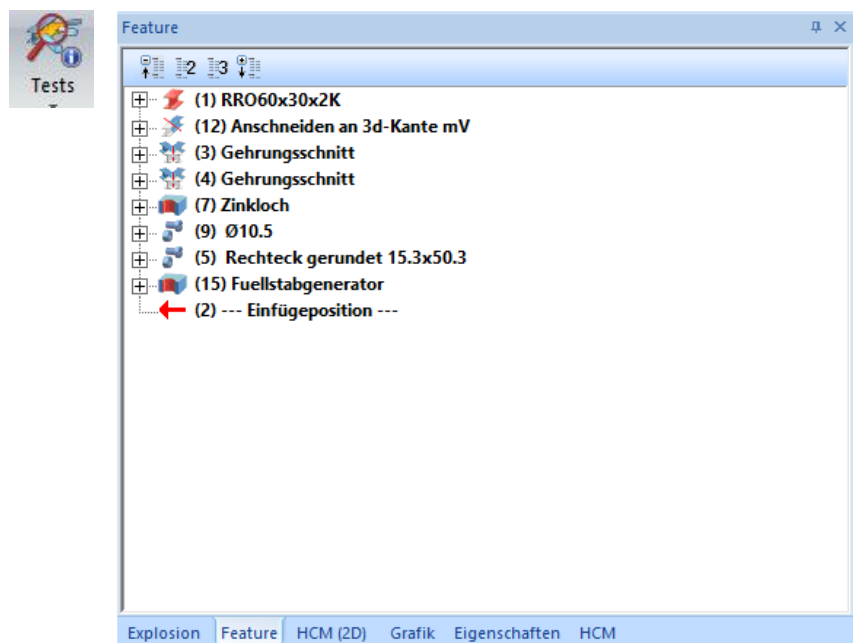 Tests
Feature
2 3
(1) RRO60x30x2K
(12) Anschneiden an 3d-Kante mV
(3) Gehrungsschnitt
(4) Gehrungsschnitt
(7) Zinkloch
(9) Ø10.5
(5) Rechteck gerundet 15.3x50.3
(15) Fuellstabgenerator
(2) --- Einfügeposition ---
Explosion Feature HCM (2D) Grafik Eigenschaften HCM